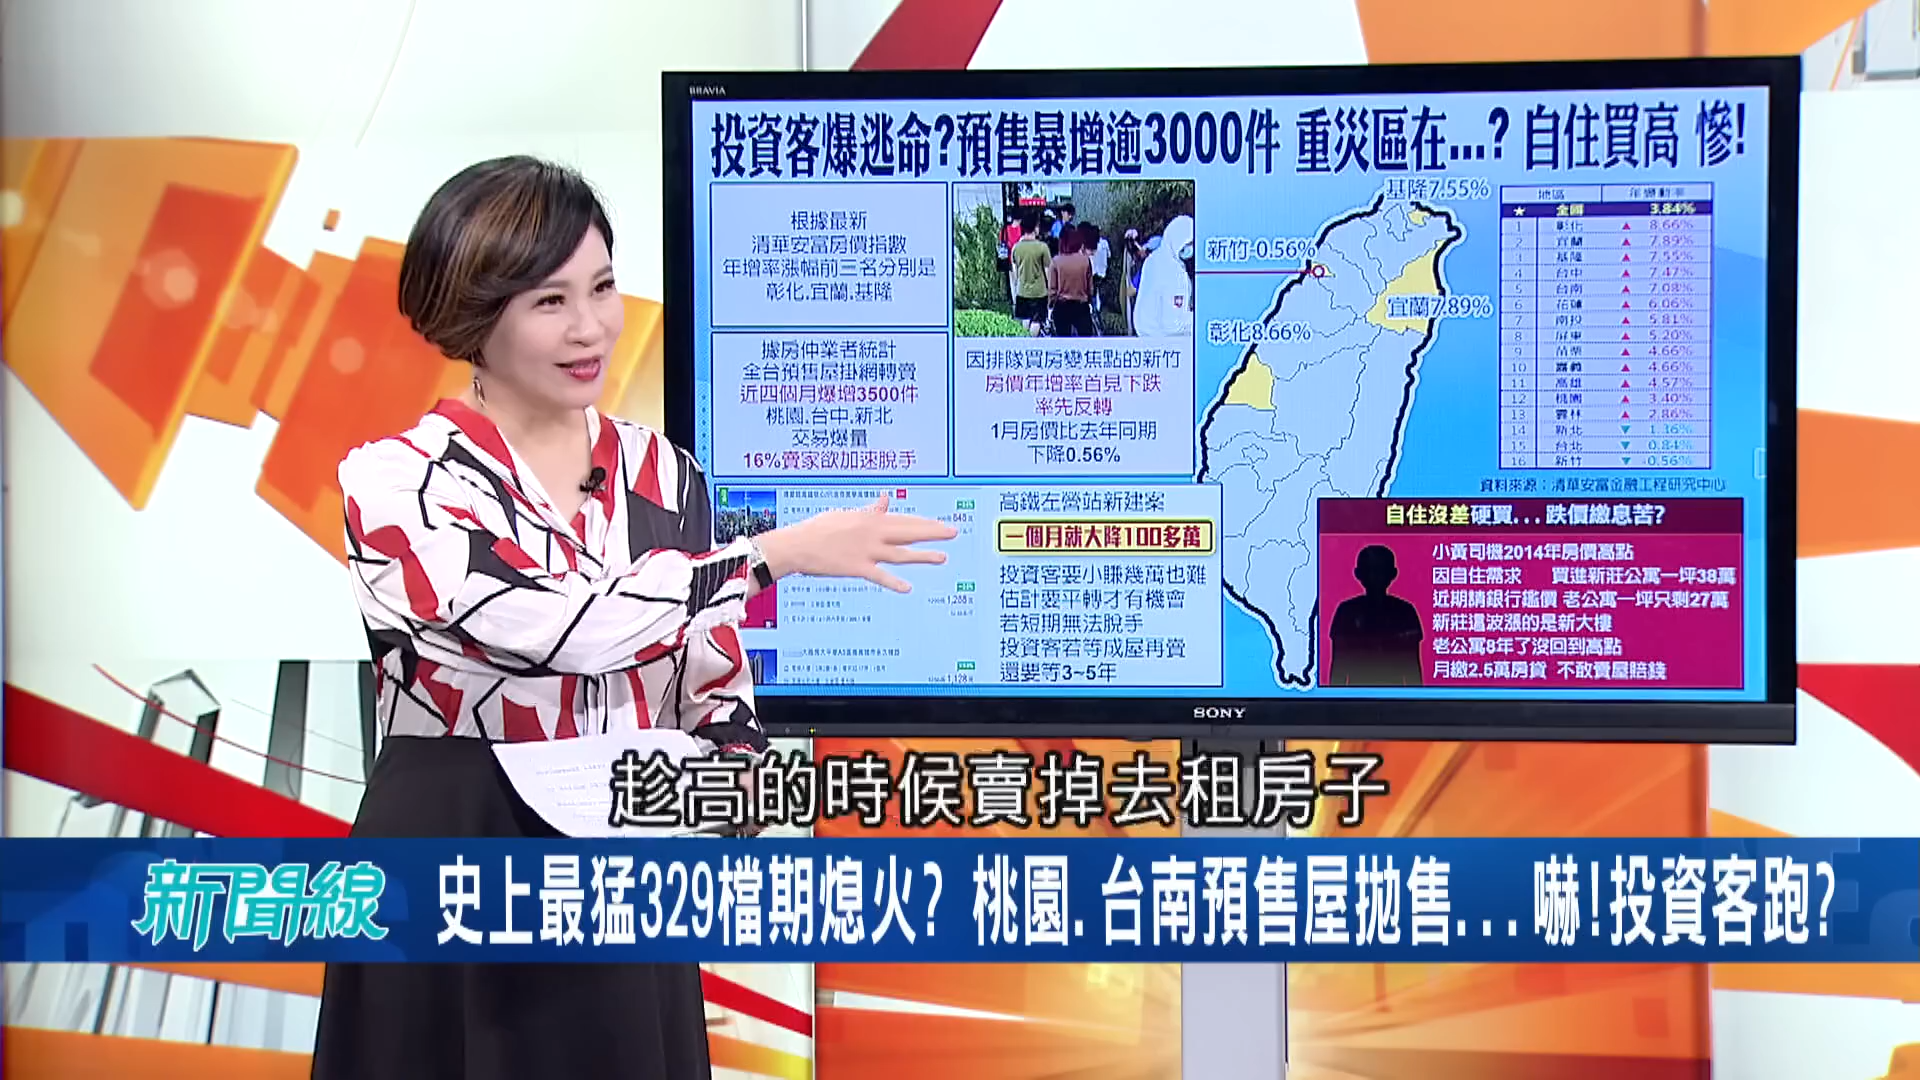 BRAVIA
投資客爆逃命?預售暴增逾3000件 重災區在...? 自住買高 慘!
根據最新
清華安富房價指數
年增率漲幅前三名分別是
彰化.宜蘭.基隆
據房仲業者統計
全台預售屋掛網轉賣
近四個月爆增3500件
桃園.台中.新北
交易爆量
16%賣家欲加速脫手
因排隊買房變焦點的新竹
房價年增率首見下跌
率先反轉
1月房價比去年同期
下降0.56%
基隆7.55%
新竹-0.56%
宜蘭7.89%
彰化8.66%
地區 年變動率
★ 全國 3.84%
1 彰化 ▲ 8.66%
2 宜蘭 ▲ 7.89%
3 基隆 ▲ 7.55%
4 台中 ▲ 7.47%
5 台南 ▲ 7.08%
6 花蓮 ▲ 6.06%
7 南投 ▲ 5.81%
8 屏東 ▲ 5.20%
9 苗栗 ▲ 4.66%
10 嘉義 ▲ 4.66%
11 高雄 ▲ 4.57%
12 桃園 ▲ 3.40%
13 雲林 ▲ 2.86%
14 新北 ▼ 1.36%
15 台北 ▼ 0.84%
16 新竹 ▼ -0.56%
資料來源：清華安富金融工程研究中心
高鐵左營站新建案
一個月就大降100多萬
投資客要小賺幾萬也難
估計要平轉才有機會
若短期無法脫手
投資客若等成屋再賣
還要等3~5年
自住沒差硬買...跌價繳息苦?
小黃司機2014年房價高點
因自住需求 買進新莊公寓一坪38萬
近期請銀行鑑價 老公寓一坪只剩27萬
新莊這波漲的是新大樓
老公寓8年了沒回到高點
月繳2.5萬房貸 不敢賣屋賠錢
SONY
趁高的時候賣掉去租房子
新聞線
史上最猛329檔期熄火? 桃園.台南預售屋拋售...嚇!投資客跑?